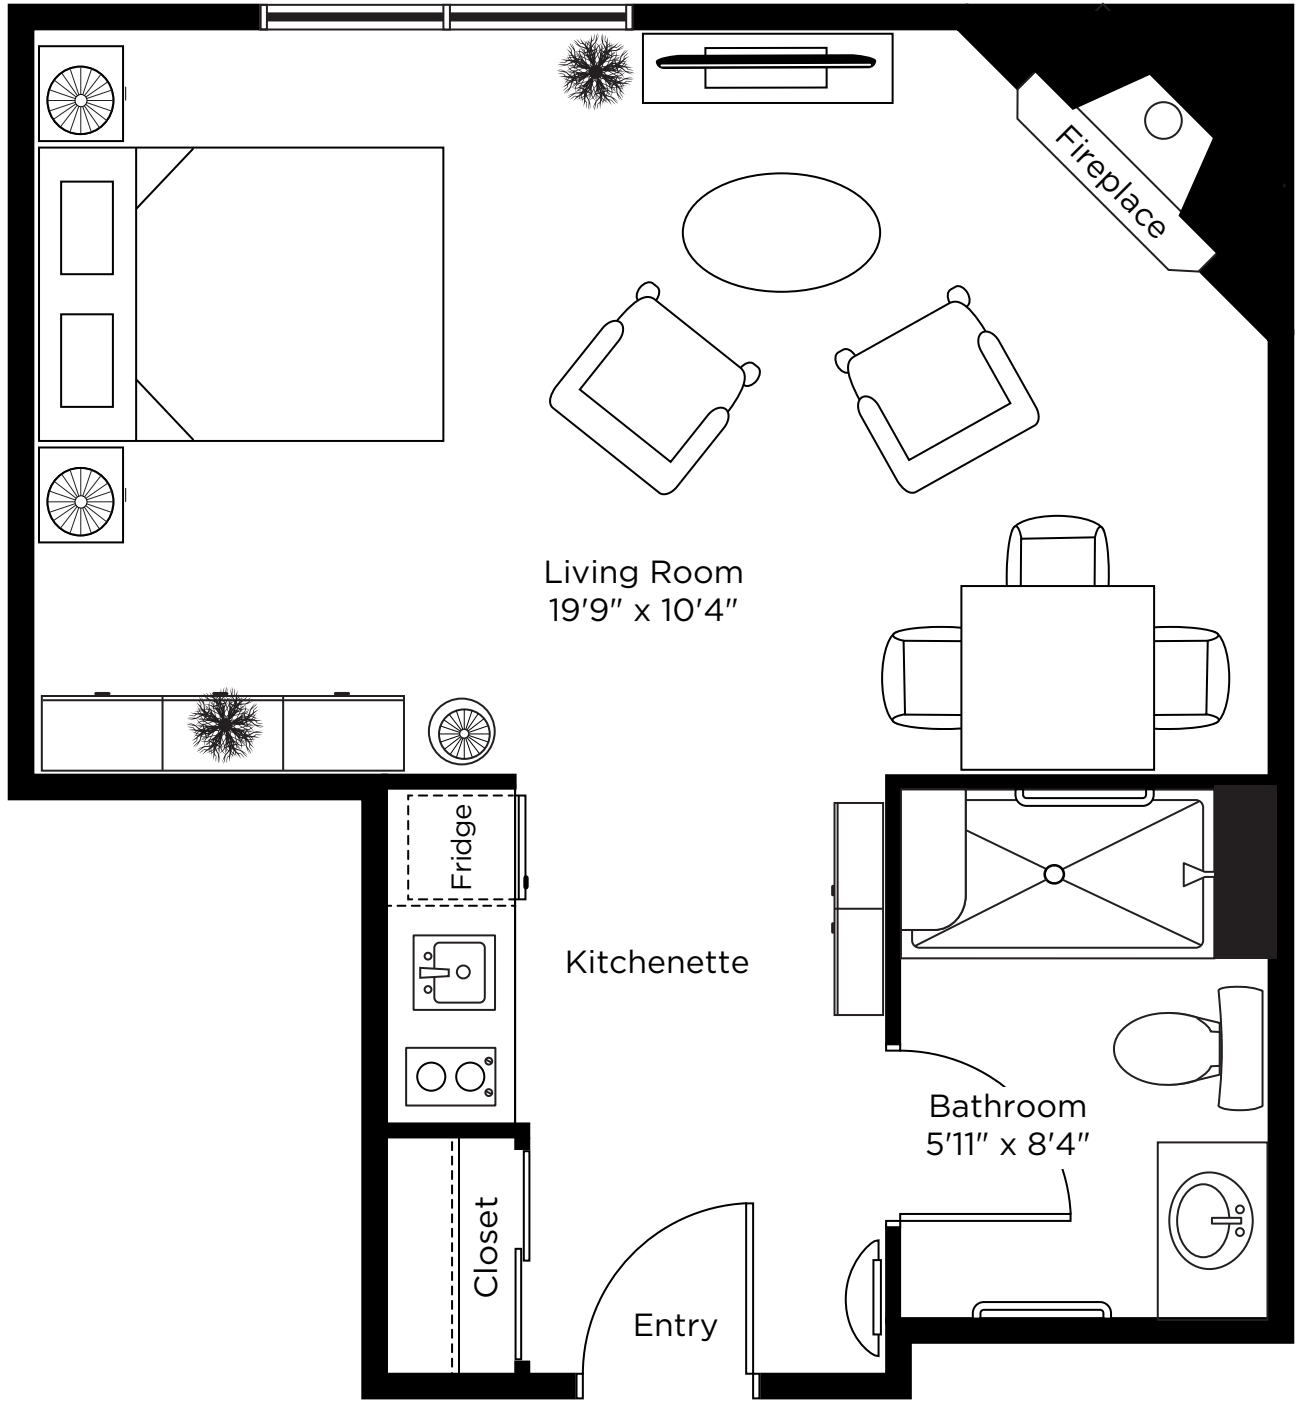 Fireplace
Living Room
19'9" x 10'4"
Fridge
Kitchenette
Bathroom
5'11" x 8'4"
Closet
Entry